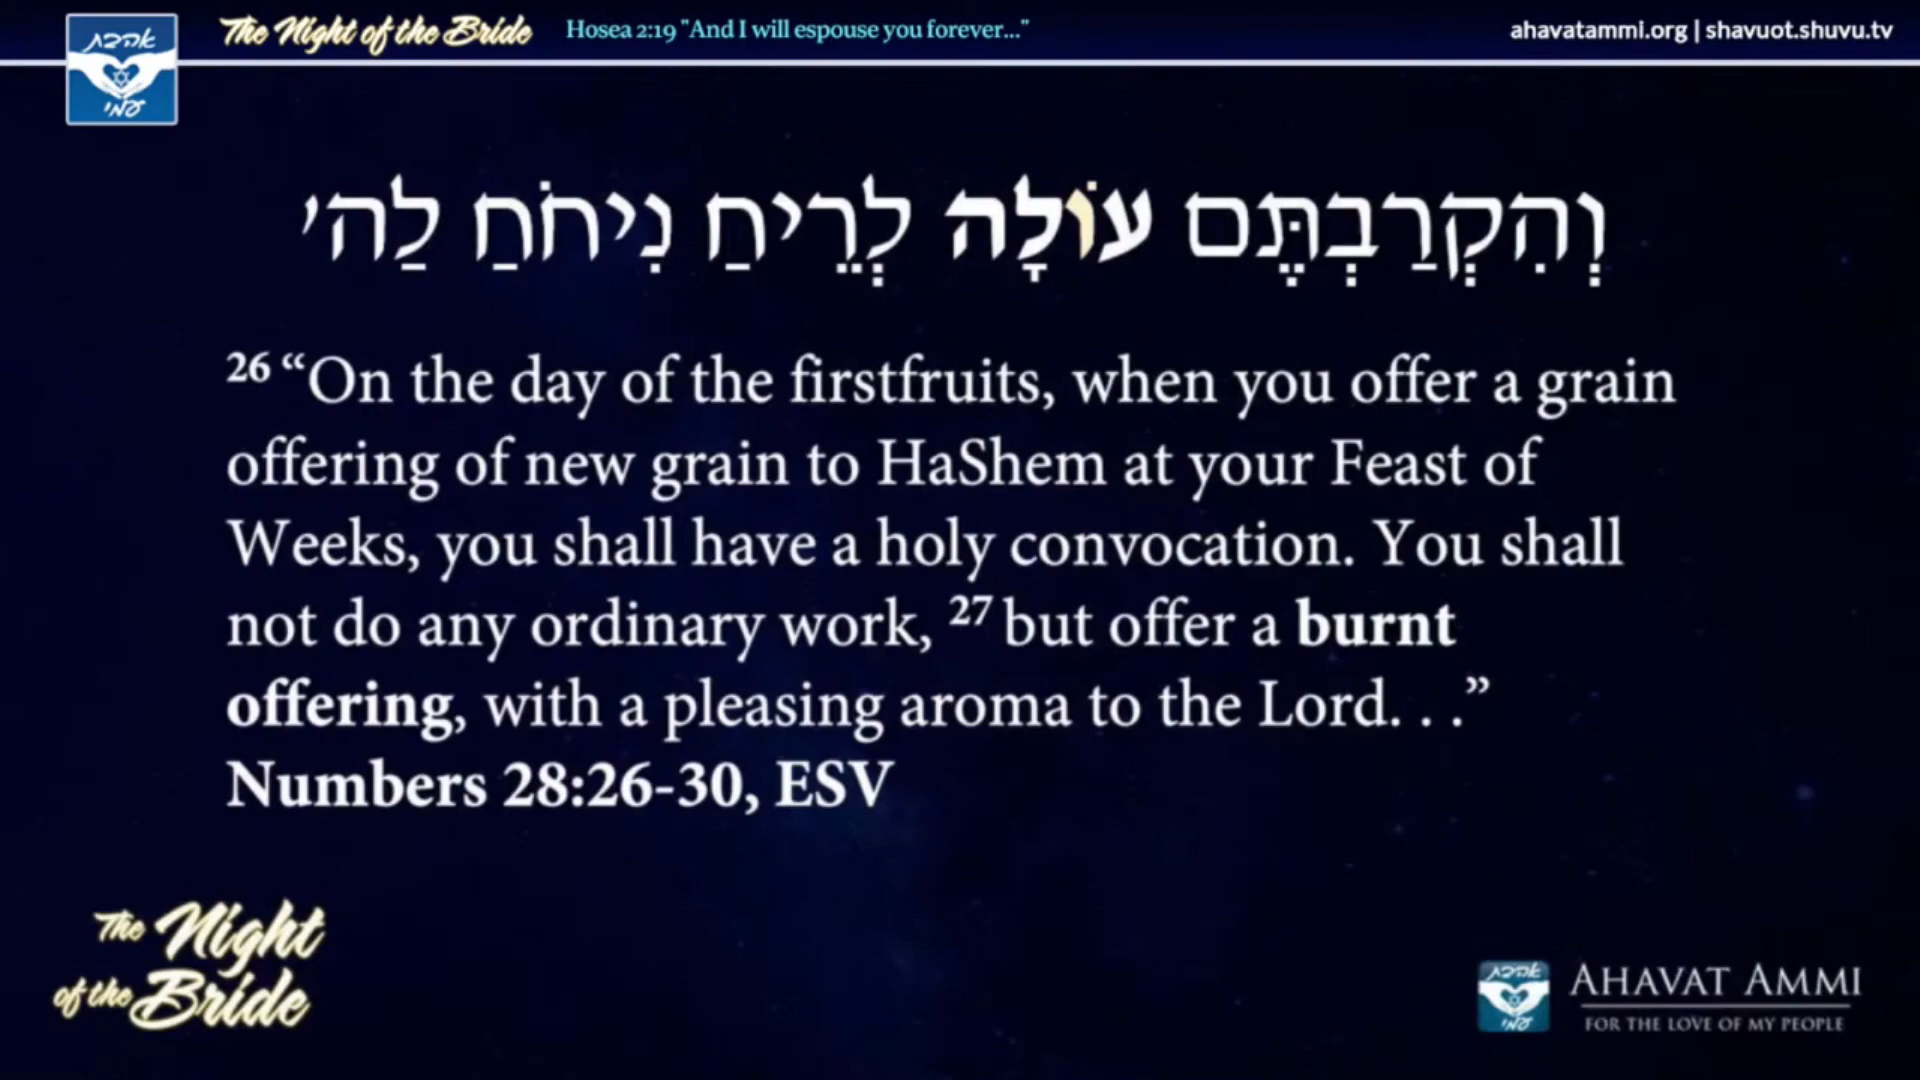 אהבת
עמי
The Night of the Bride
Hosea 2:19 "And I will espouse you forever..."
ahavatammi.org | shavuot.shuvu.tv
וְהִקְרַבְתֶּם עוֹלָה לְרֵיחַ נִיחֹחַ לַה׳
26 “On the day of the firstfruits, when you offer a grain
offering of new grain to HaShem at your Feast of
Weeks, you shall have a holy convocation. You shall
not do any ordinary work, 27 but offer a burnt
offering, with a pleasing aroma to the Lord. . .”
Numbers 28:26-30, ESV
The Night
of the Bride
אהבת
עמי
AHAVAT AMMI
FOR THE LOVE OF MY PEOPLE